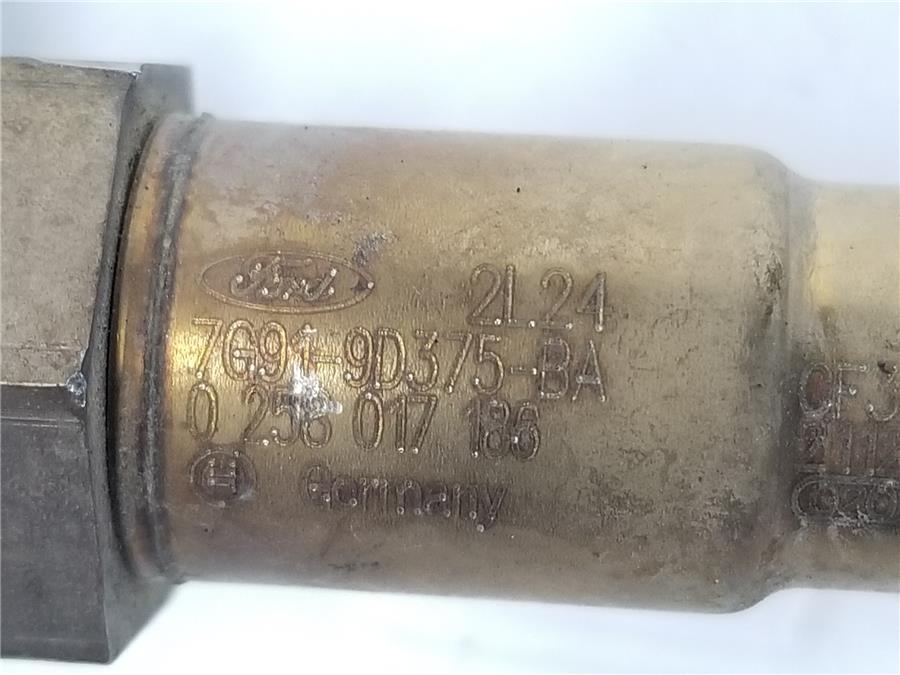 Ford
2L24
7G91-9D375-BA
0 258 017 186
Germany